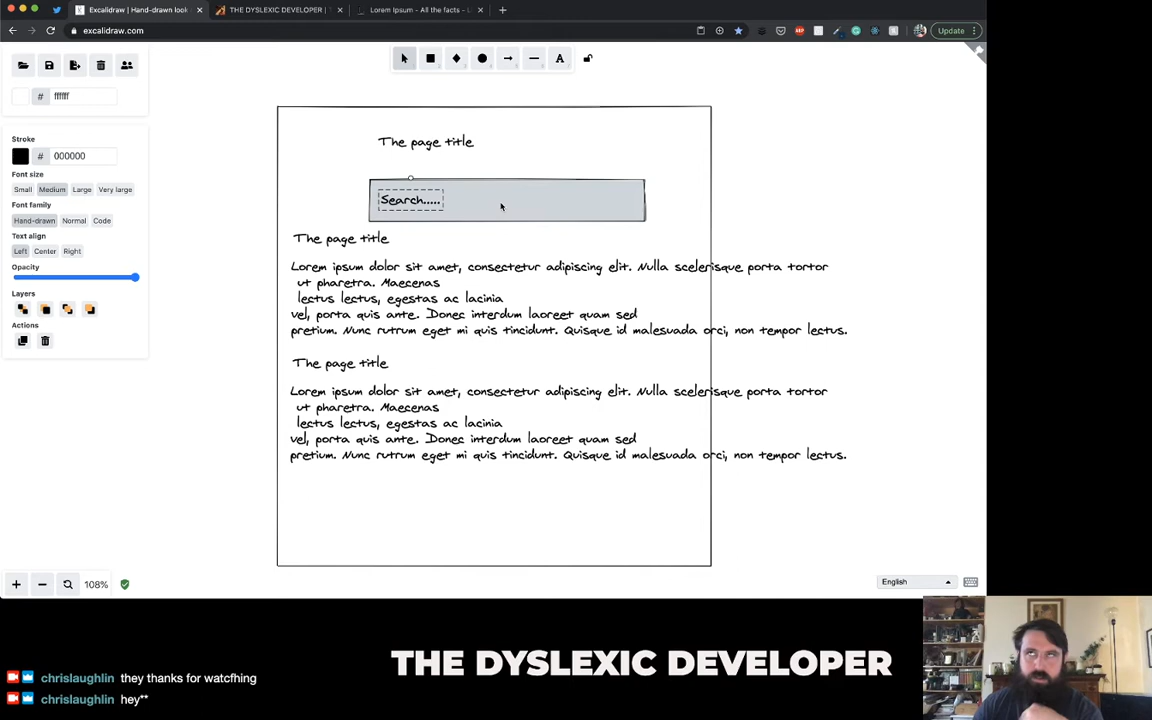 Excalidraw | Hand-drawn look
THE DYSLEXIC DEVELOPER | T
Lorem Ipsum - All the facts - L
excalidraw.com
Update
# ffffff
Stroke
# 000000
Font size
Small Medium Large Very large
Font family
Hand-drawn Normal Code
Text align
Left Center Right
Opacity
Layers
Actions
A
The page title
Search.....
The page title
Lorem ipsum dolor sit amet, consectetur adipiscing elit. Nulla scelerisque porta tortor
ut pharetra. Maecenas
lectus lectus, egestas ac lacinia
vel, porta quis ante. Donec interdum laoreet quam sed
pretium. Nunc rutrum eget mi quis tincidunt. Quisque id malesuada orci, non tempor lectus.
The page title
Lorem ipsum dolor sit amet, consectetur adipiscing elit. Nulla scelerisque porta tortor
ut pharetra. Maecenas
lectus lectus, egestas ac lacinia
vel, porta quis ante. Donec interdum laoreet quam sed
pretium. Nunc rutrum eget mi quis tincidunt. Quisque id malesuada orci, non tempor lectus.
108%
English
THE DYSLEXIC DEVELOPER
chrislaughlin they thanks for watcfhing
chrislaughlin hey**